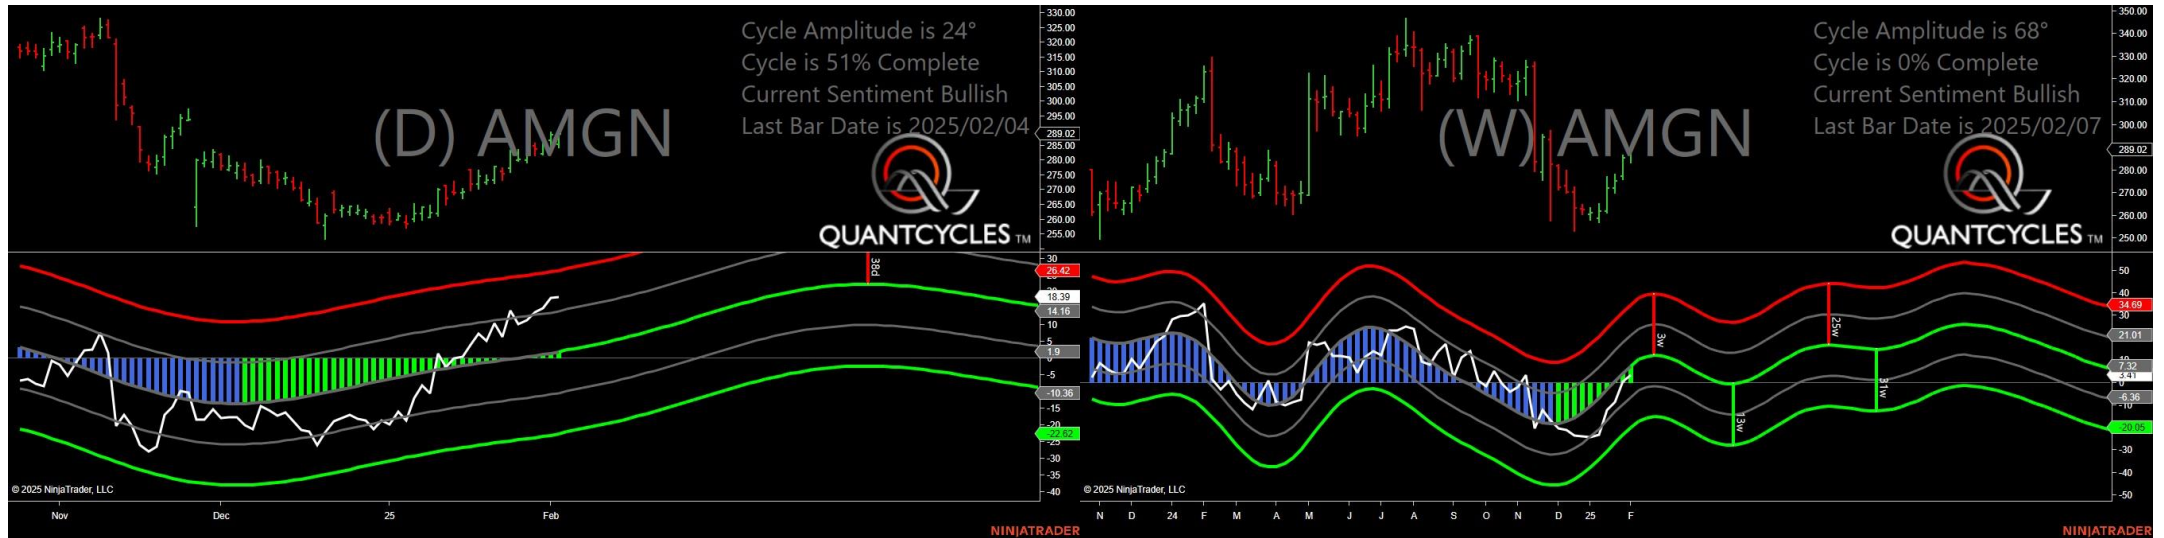 Cycle Amplitude is 24°
Cycle is 51% Complete
Current Sentiment Bullish
Last Bar Date is 2025/02/04
(D) AMGN
QUANTCYCLES TM
330.00
325.00
320.00
315.00
310.00
305.00
300.00
295.00
289.02
285.00
280.00
275.00
270.00
265.00
260.00
255.00
38d
30
26.42
18.39
14.16
10
5
1.9
-5
-10.36
-15
-20
-22.62
-30
-35
-40
© 2025 NinjaTrader, LLC
Nov
Dec
25
Feb
NINJATRADER
Cycle Amplitude is 68°
Cycle is 0% Complete
Current Sentiment Bullish
Last Bar Date is 2025/02/07
(W) AMGN
QUANTCYCLES TM
350.00
340.00
330.00
320.00
310.00
300.00
289.02
280.00
270.00
260.00
250.00
3w
13w
25w
31w
50
40
34.69
30
21.01
7.32
3.41
0
-6.36
-10
-20.05
-30
-40
-50
© 2025 NinjaTrader, LLC
N D 24 F M A M J J A S O N D 25 F
NINJATRADER